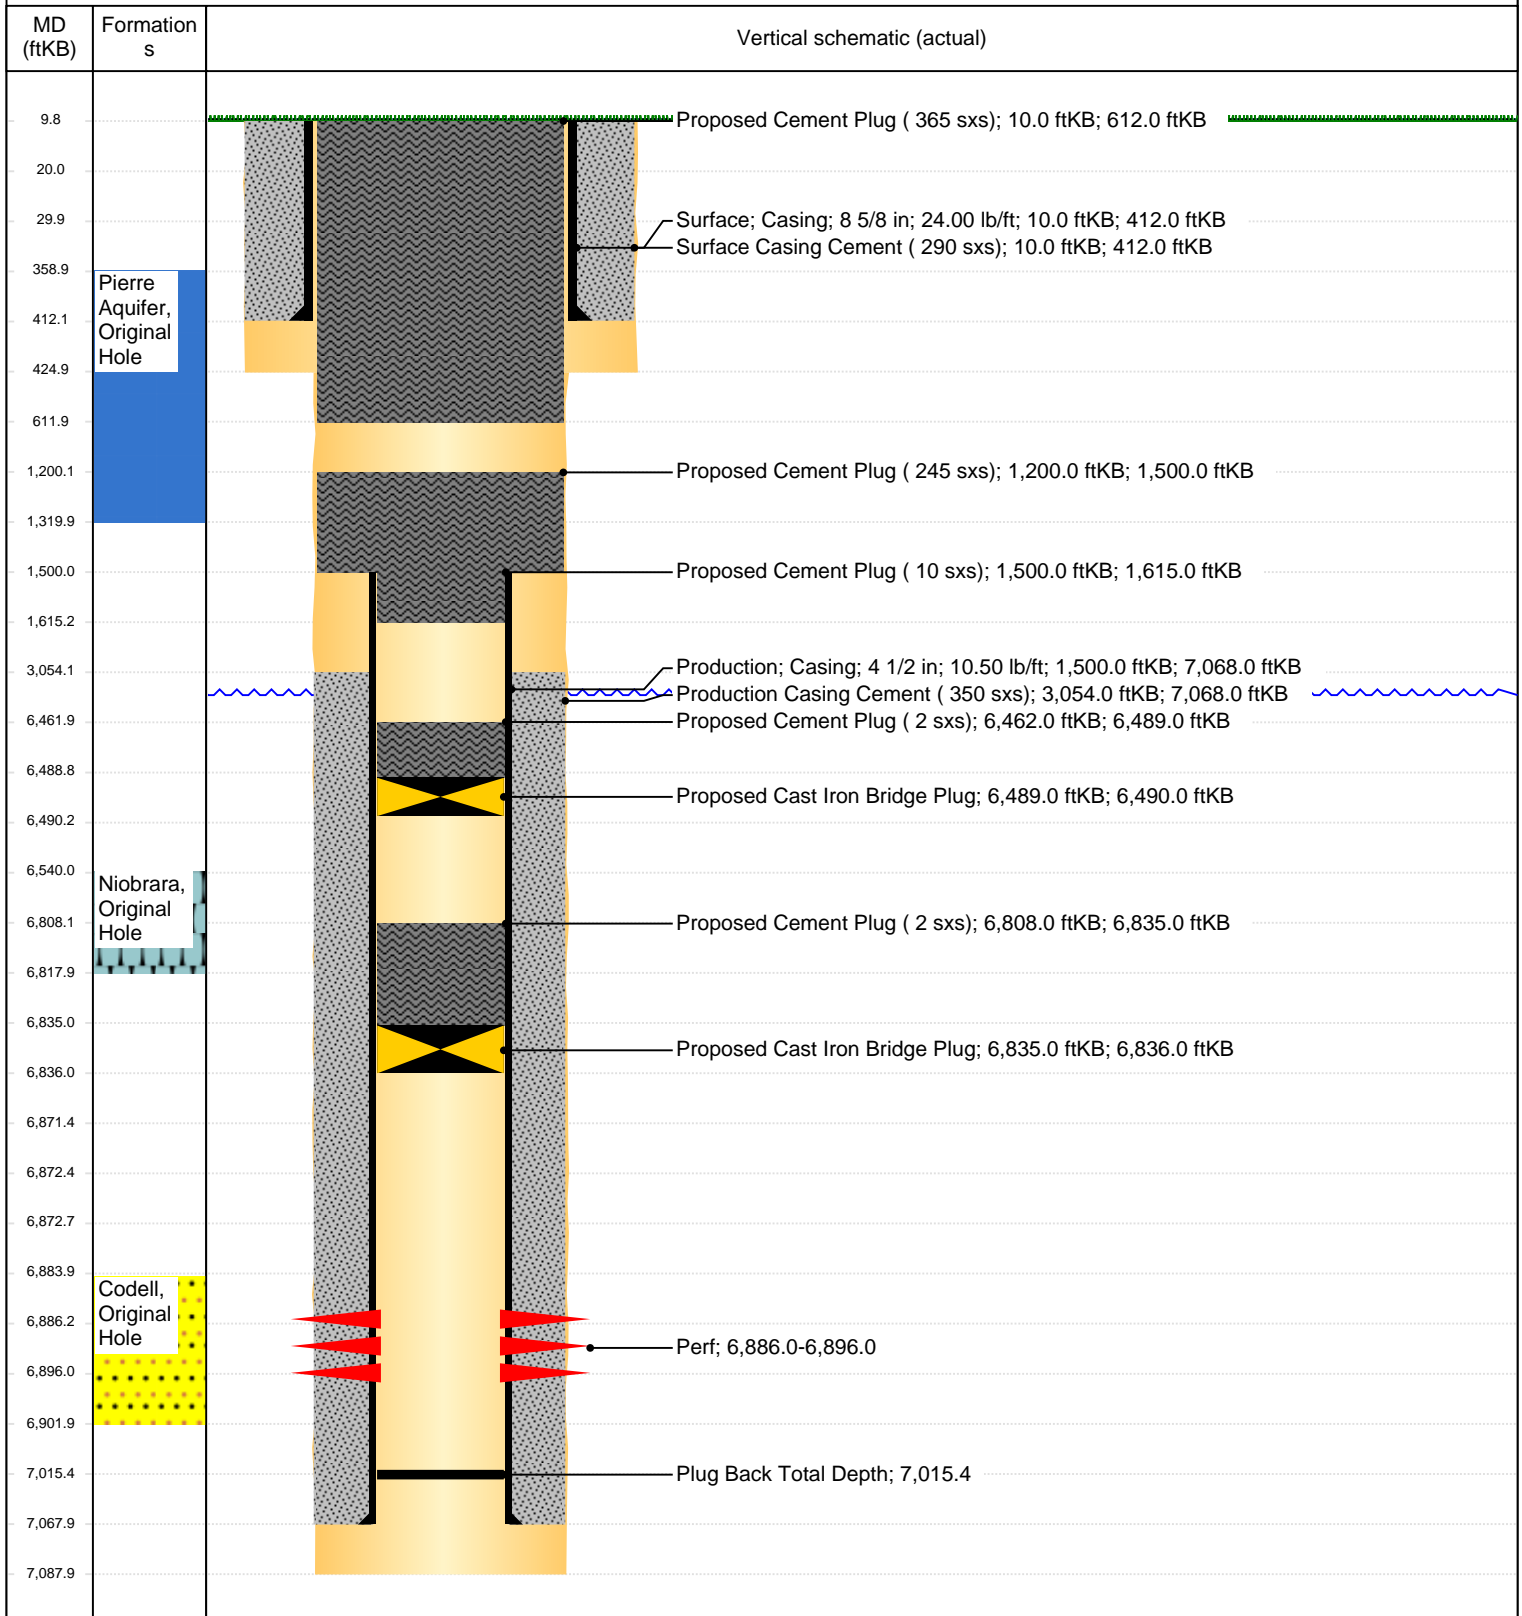 MD
(ftKB)
Formation
s
Vertical schematic (actual)
9.8
Proposed Cement Plug ( 365 sxs); 10.0 ftKB; 612.0 ftKB
20.0
29.9
Surface; Casing; 8 5/8 in; 24.00 lb/ft; 10.0 ftKB; 412.0 ftKB
Surface Casing Cement ( 290 sxs); 10.0 ftKB; 412.0 ftKB
358.9
Pierre
Aquifer,
Original
Hole
412.1
424.9
611.9
1,200.1
Proposed Cement Plug ( 245 sxs); 1,200.0 ftKB; 1,500.0 ftKB
1,319.9
1,500.0
Proposed Cement Plug ( 10 sxs); 1,500.0 ftKB; 1,615.0 ftKB
1,615.2
3,054.1
Production; Casing; 4 1/2 in; 10.50 lb/ft; 1,500.0 ftKB; 7,068.0 ftKB
Production Casing Cement ( 350 sxs); 3,054.0 ftKB; 7,068.0 ftKB
6,461.9
Proposed Cement Plug ( 2 sxs); 6,462.0 ftKB; 6,489.0 ftKB
6,488.8
Proposed Cast Iron Bridge Plug; 6,489.0 ftKB; 6,490.0 ftKB
6,490.2
6,540.0
Niobrara,
Original
Hole
6,808.1
Proposed Cement Plug ( 2 sxs); 6,808.0 ftKB; 6,835.0 ftKB
6,817.9
6,835.0
Proposed Cast Iron Bridge Plug; 6,835.0 ftKB; 6,836.0 ftKB
6,836.0
6,871.4
6,872.4
6,872.7
6,883.9
Codell,
Original
Hole
6,886.2
Perf; 6,886.0-6,896.0
6,896.0
6,901.9
7,015.4
Plug Back Total Depth; 7,015.4
7,067.9
7,087.9